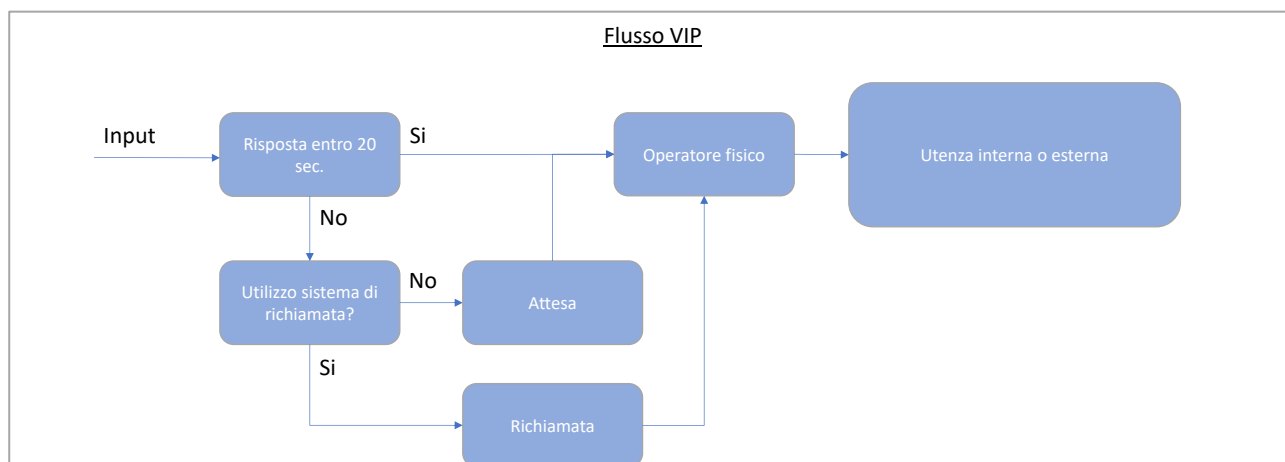 Flusso VIP
Input
Risposta entro 20
sec.
Si
Operatore fisico
Utenza interna o esterna
No
Utilizzo sistema di
richiamata?
No
Attesa
Si
Richiamata